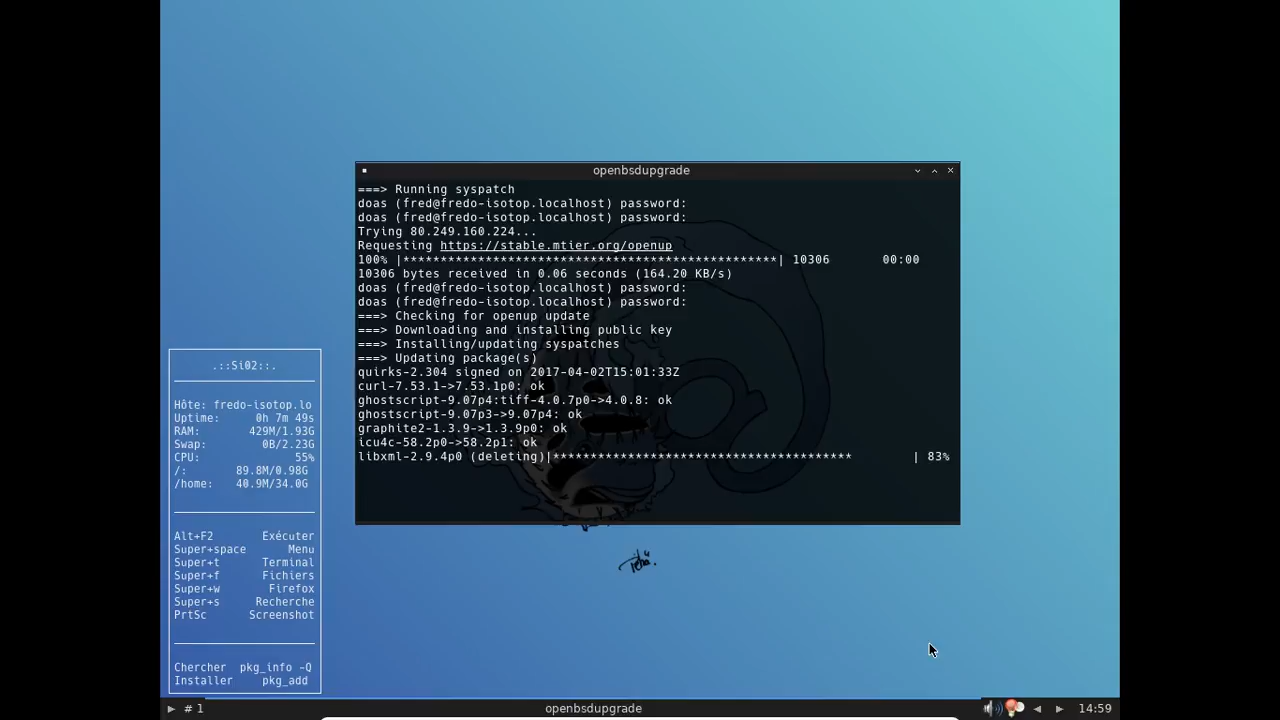 openbsdupgrade
===> Running syspatch
doas (fred@fredo-isotop.localhost) password:
doas (fred@fredo-isotop.localhost) password:
Trying 80.249.160.224...
Requesting https://stable.mtier.org/openup
100% |**************************************************| 10306 00:00
10306 bytes received in 0.06 seconds (164.20 KB/s)
doas (fred@fredo-isotop.localhost) password:
doas (fred@fredo-isotop.localhost) password:
===> Checking for openup update
===> Downloading and installing public key
===> Installing/updating syspatches
===> Updating package(s)
quirks-2.304 signed on 2017-04-02T15:01:33Z
curl-7.53.1->7.53.1p0: ok
ghostscript-9.07p4:tiff-4.0.7p0->4.0.8: ok
ghostscript-9.07p3->9.07p4: ok
graphite2-1.3.9->1.3.9p0: ok
icu4c-58.2p0->58.2p1: ok
libxml-2.9.4p0 (deleting)|**************************************** | 83%
.::Si02::.
Hôte: fredo-isotop.lo
Uptime: 0h 7m 49s
RAM: 429M/1.93G
Swap: 0B/2.23G
CPU: 55%
/: 89.8M/0.98G
/home: 40.9M/34.0G
Alt+F2 Exécuter
Super+space Menu
Super+t Terminal
Super+f Fichiers
Super+w Firefox
Super+s Recherche
PrtSc Screenshot
Chercher pkg_info -Q
Installer pkg_add
# 1 openbsdupgrade 14:59